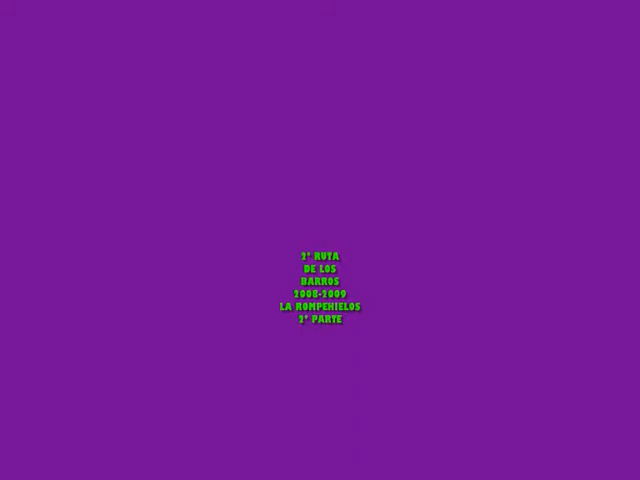 2ª RUTA
DE LOS
BARROS
2008-2009
LA ROMPEHIELOS
2ª PARTE